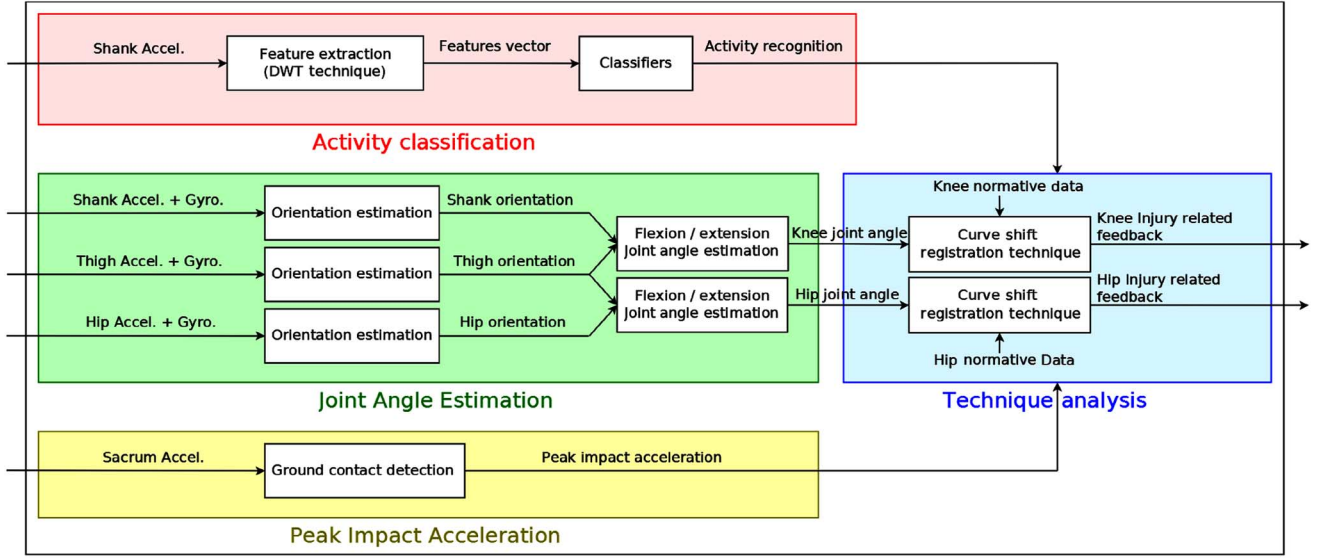 Shank Accel.
Feature extraction
(DWT technique)
Features vector
Classifiers
Activity recognition
Activity classification
Shank Accel. + Gyro.
Orientation estimation
Shank orientation
Thigh Accel. + Gyro.
Orientation estimation
Thigh orientation
Hip Accel. + Gyro.
Orientation estimation
Hip orientation
Flexion / extension
Joint angle estimation
Flexion / extension
Joint angle estimation
Knee joint angle
Hip joint angle
Joint Angle Estimation
Knee normative data
Curve shift
registration technique
Knee Injury related
feedback
Curve shift
registration technique
Hip Injury related
feedback
Hip normative Data
Technique analysis
Sacrum Accel.
Ground contact detection
Peak impact acceleration
Peak Impact Acceleration